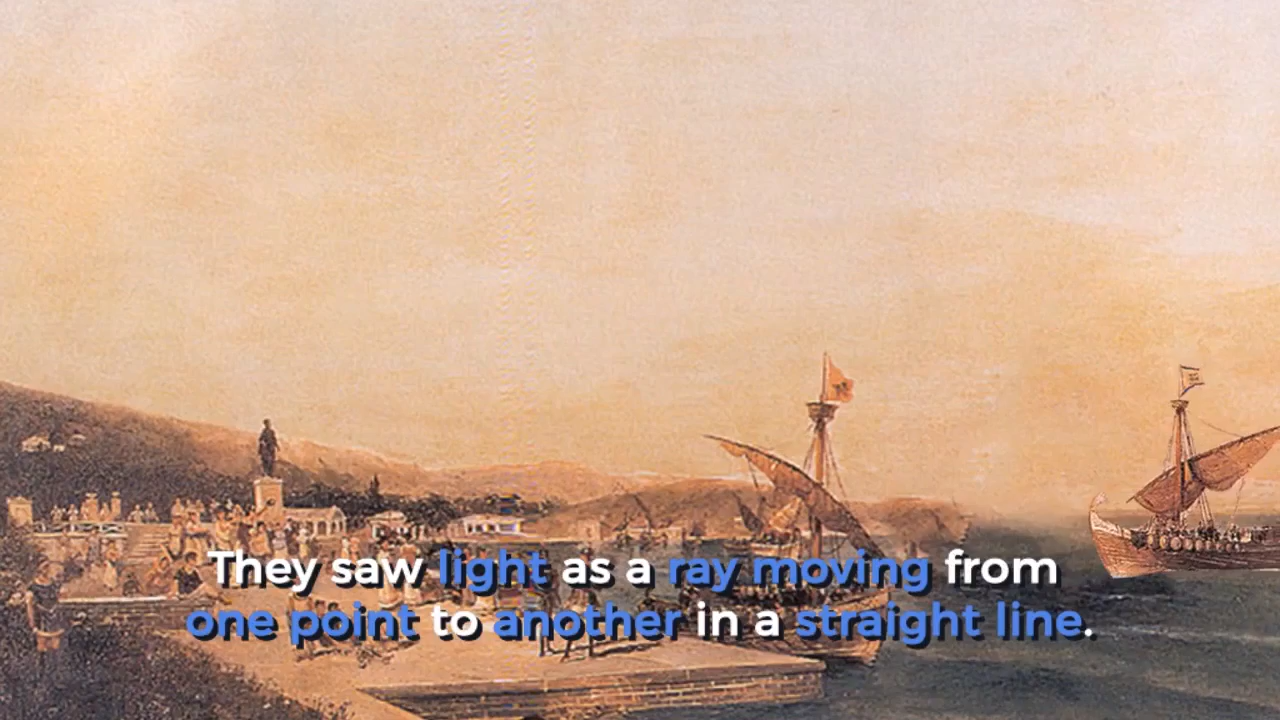 They saw light as a ray moving from
one point to another in a straight line.